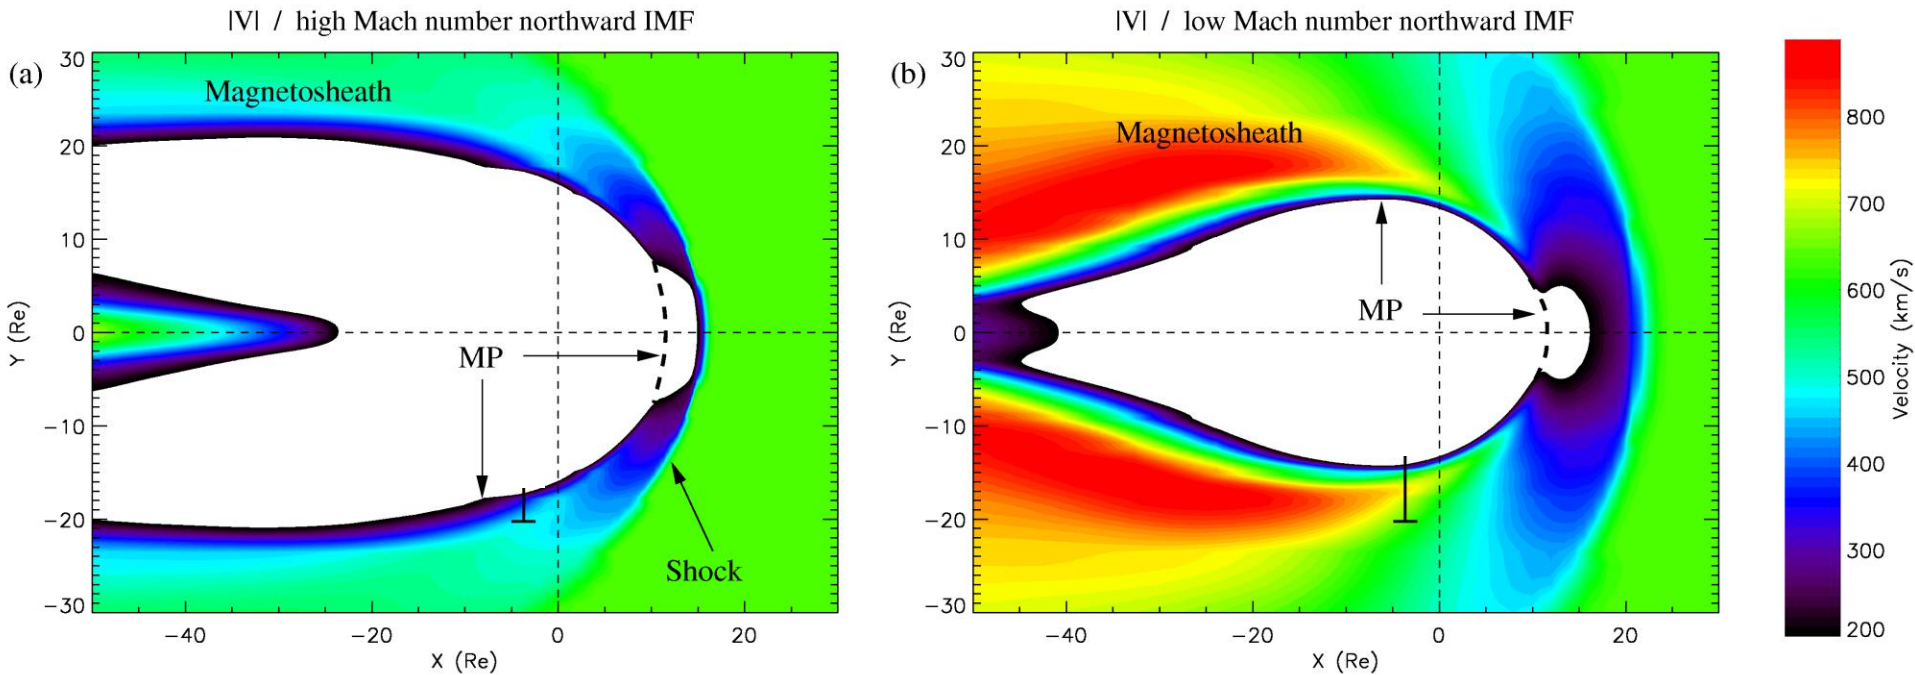 |V| / high Mach number northward IMF
(a)
Magnetosheath
MP
Shock
30
20
10
0
−10
−20
−30
Y (Re)
−40
−20
0
20
X (Re)
|V| / low Mach number northward IMF
(b)
Magnetosheath
MP
30
20
10
0
−10
−20
−30
Y (Re)
−40
−20
0
20
X (Re)
800
700
600
500
400
300
200
Velocity (km/s)